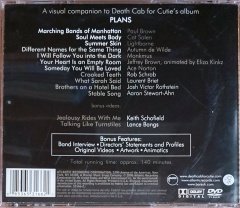 A visual companion to Death Cab for Cutie's album
PLANS
Marching Bands of Manhattan Paul Brown
Soul Meets Body Cat Solen
Summer Skin Lightborne
Different Names for the Same Thing Autumn de Wilde
I Will Follow You into the Dark Monkmus
Your Heart Is an Empty Room Jeffrey Brown, animated by Eliza Kinkz
Someday You Will Be Loved Ace Norton
Crooked Teeth Rob Schrab
What Sarah Said Laurent Briet
Brothers on a Hotel Bed Josh Victor Rothstein
Stable Song Aaron Stewart-Ahn
bonus videos:
Jealousy Rides With Me Keith Schofield
Talking Like Turnstiles Lance Bangs
Bonus Features:
Band Interview • Directors' Statements and Profiles
Original Videos • Artwork • Animatics
Total running time: approx. 140 minutes.